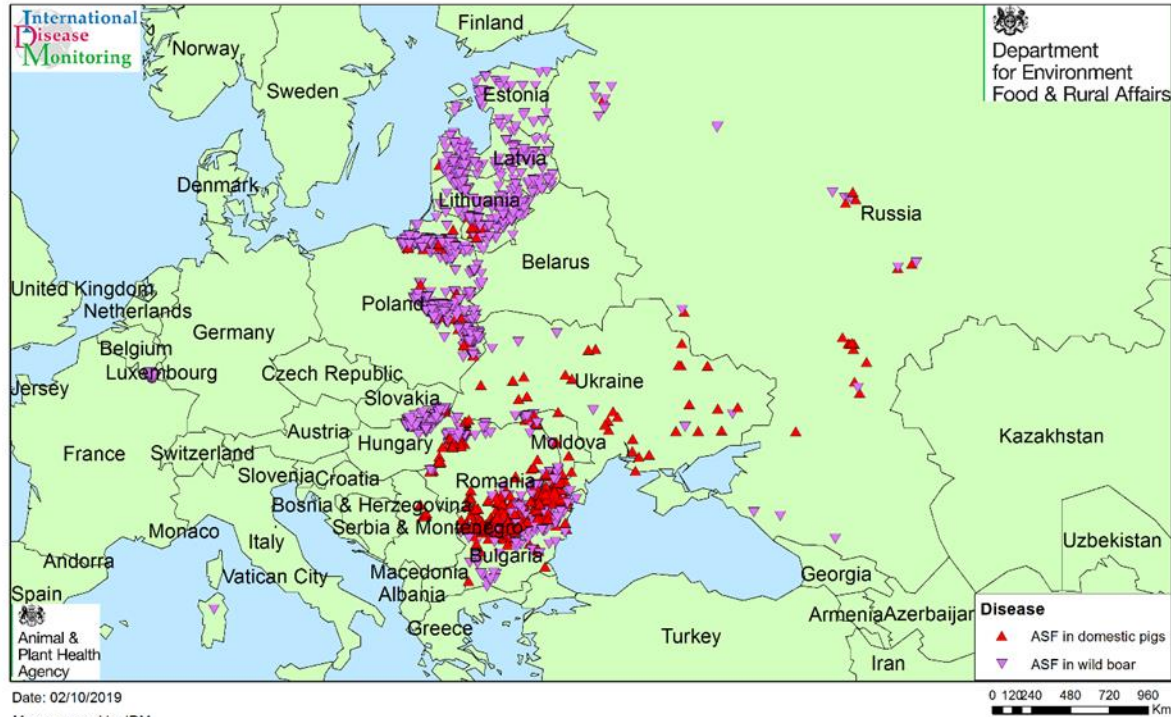 International
Disease
Monitoring
Department
for Environment
Food & Rural Affairs
Finland
Norway
Sweden
Estonia
Latvia
Denmark
Lithuania
Russia
Belarus
United Kingdom
Netherlands
Poland
Germany
Belgium
Luxembourg
Jersey
Czech Republic
Ukraine
Slovakia
Austria
Hungary
Moldova
France
Switzerland
Kazakhstan
Slovenia
Croatia
Romania
Bosnia & Herzegovina
Serbia & Montenegro
Monaco
Italy
Bulgaria
Uzbekistan
Andorra
Vatican City
Macedonia
Georgia
Spain
Albania
Armenia
Azerbaijan
Greece
Turkey
Iran
Animal &
Plant Health
Agency
Disease
ASF in domestic pigs
ASF in wild boar
Date: 02/10/2019
0 120 240 480 720 960
Km